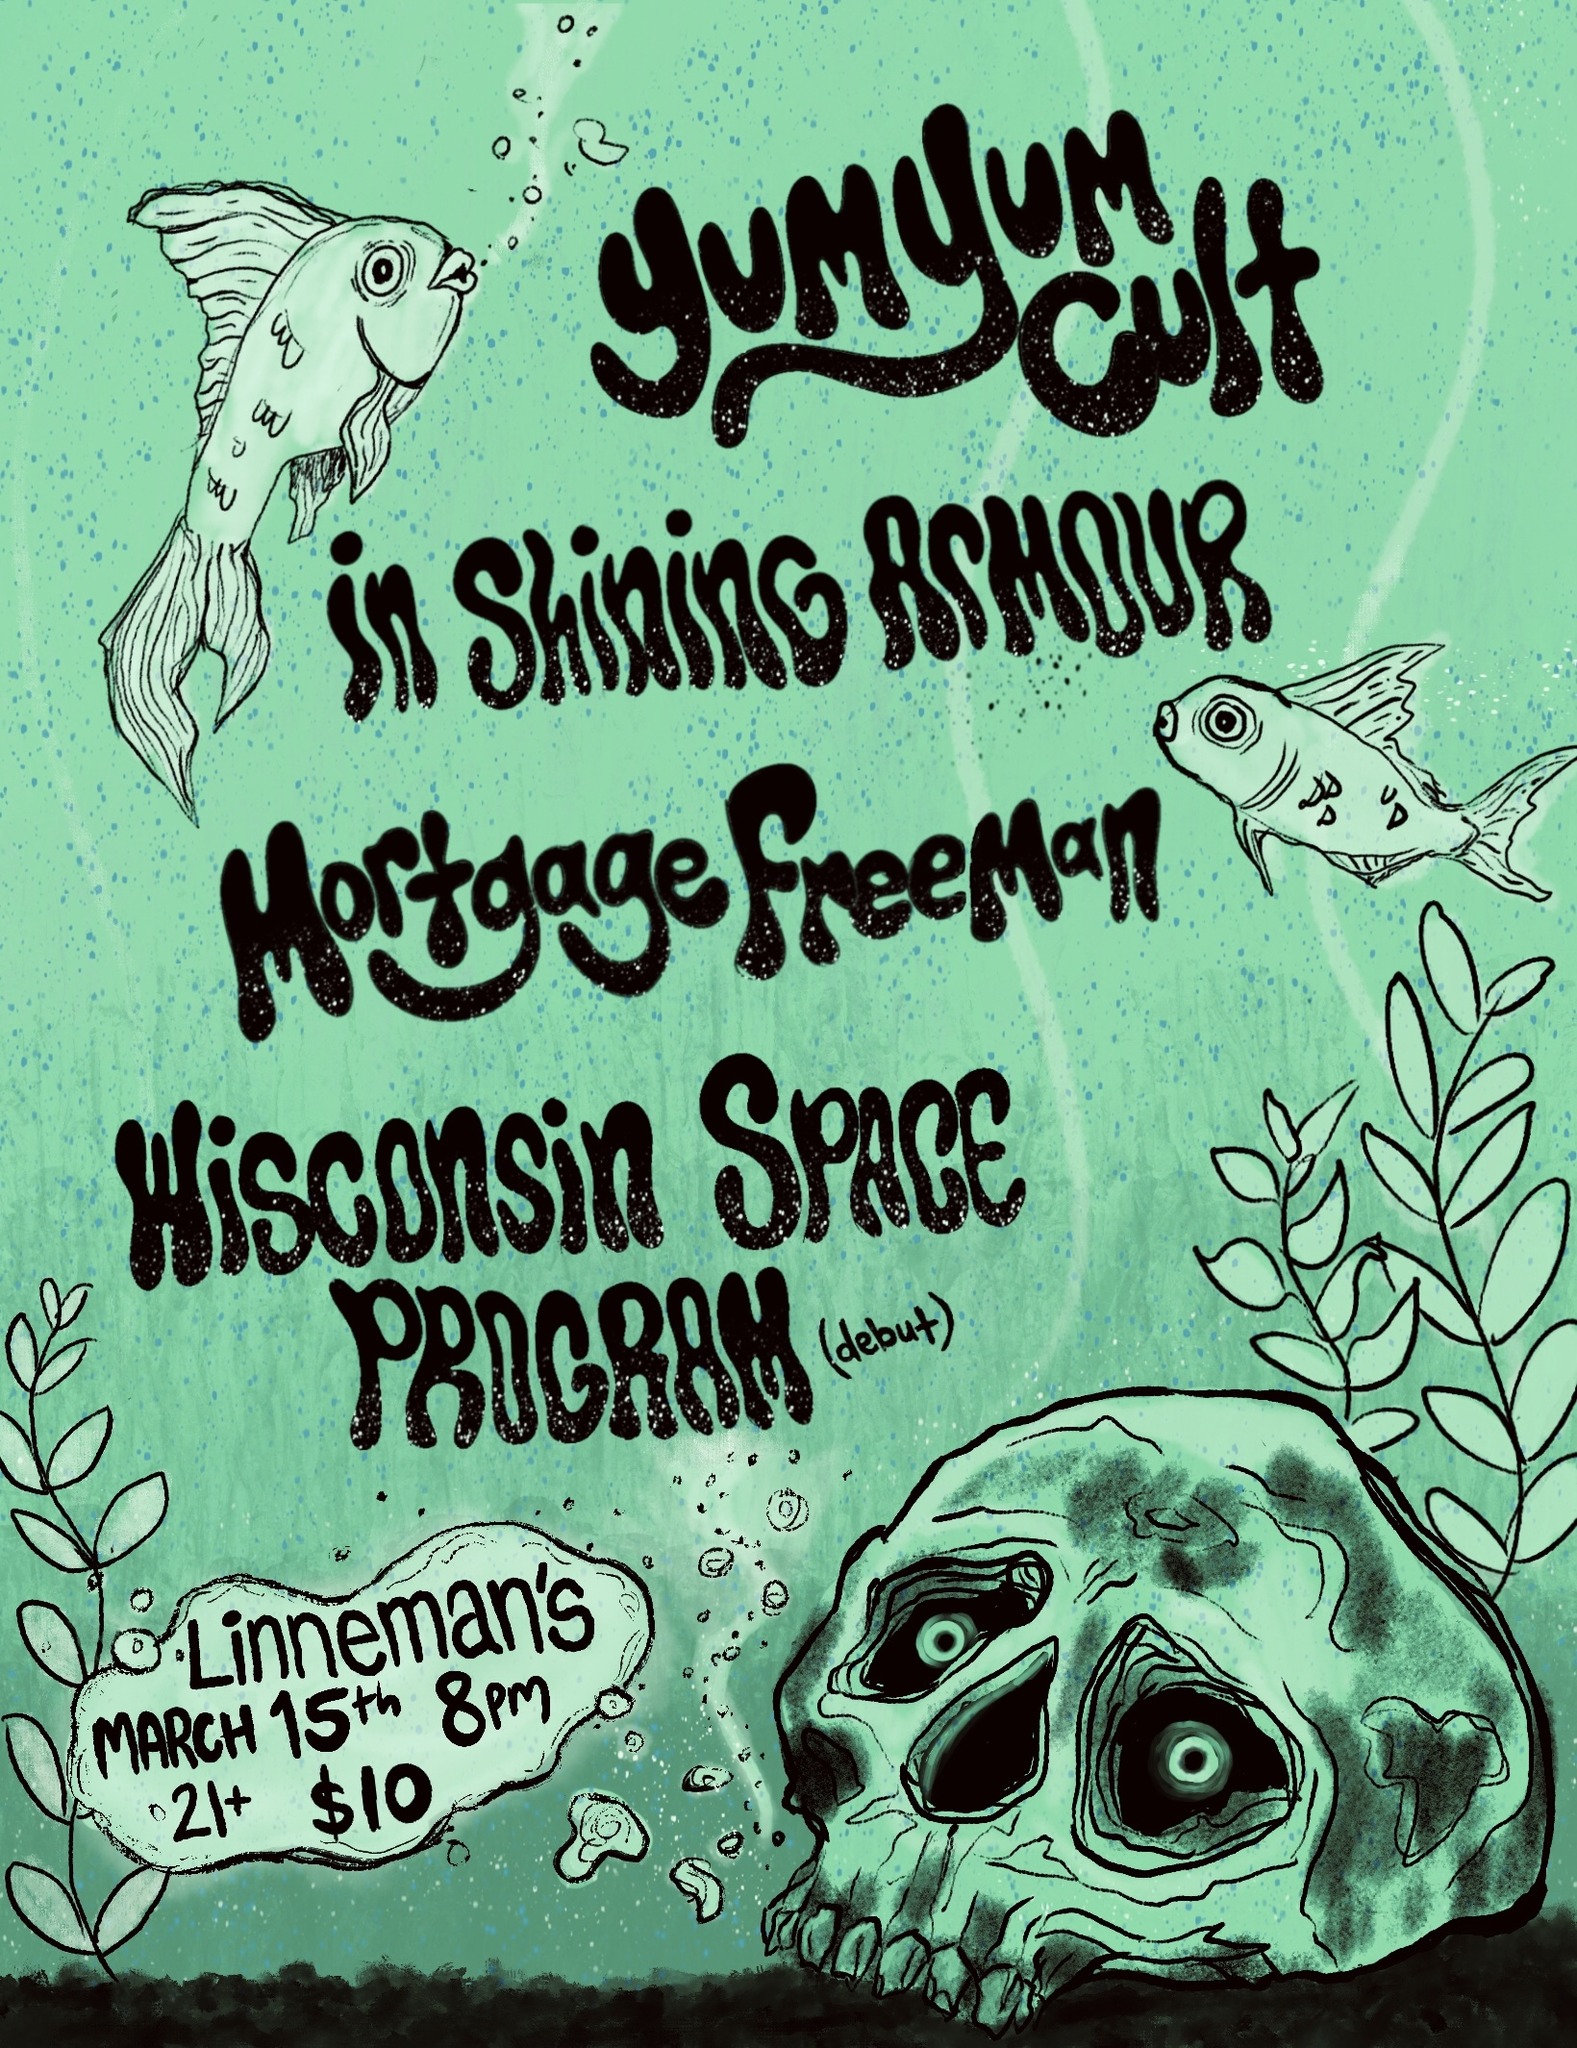 yumyum
cult
in Shining Armour
Mortgage Freeman
Wisconsin Space
Program (debut)
Linneman's
MARCH 15th 8pm
21+ $10